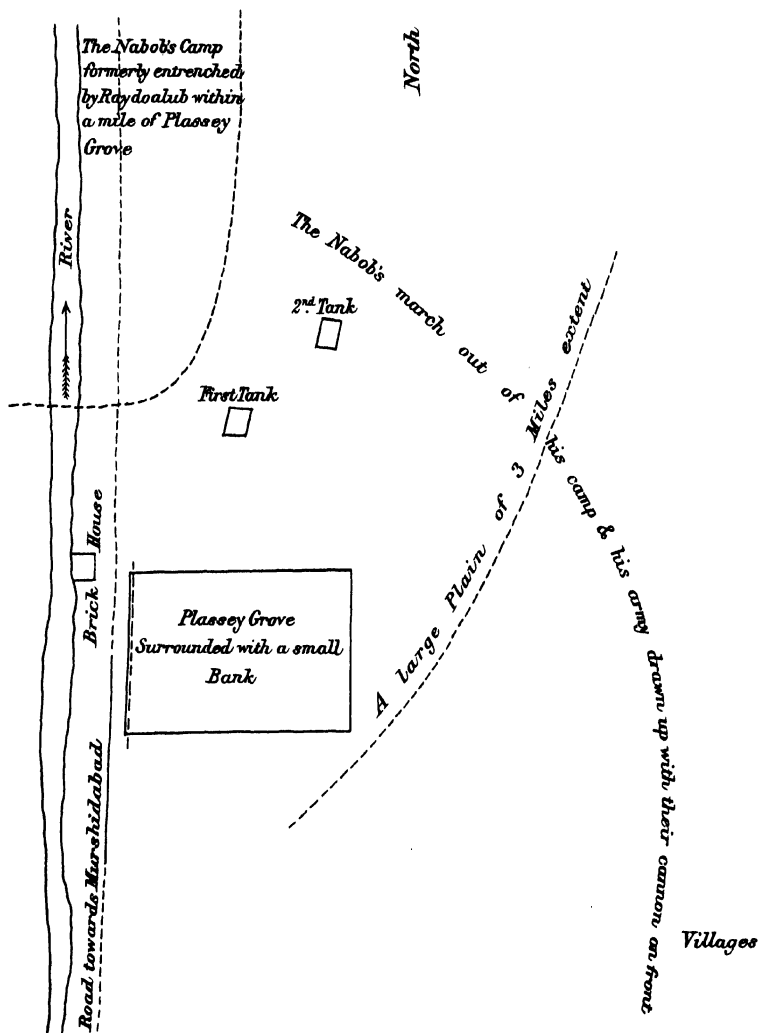 The Nabob's Camp
formerly entrenched
by Raydoalub within
a mile of Plassey
Grove
North
River
The Nabob's march out of his camp & his army drawn up with their cannon on front
2nd. Tank
First Tank
A large Plain of 3 Miles extent
Brick House
Plassey Grove
Surrounded with a small
Bank
Road towards Murshidabad
Villages